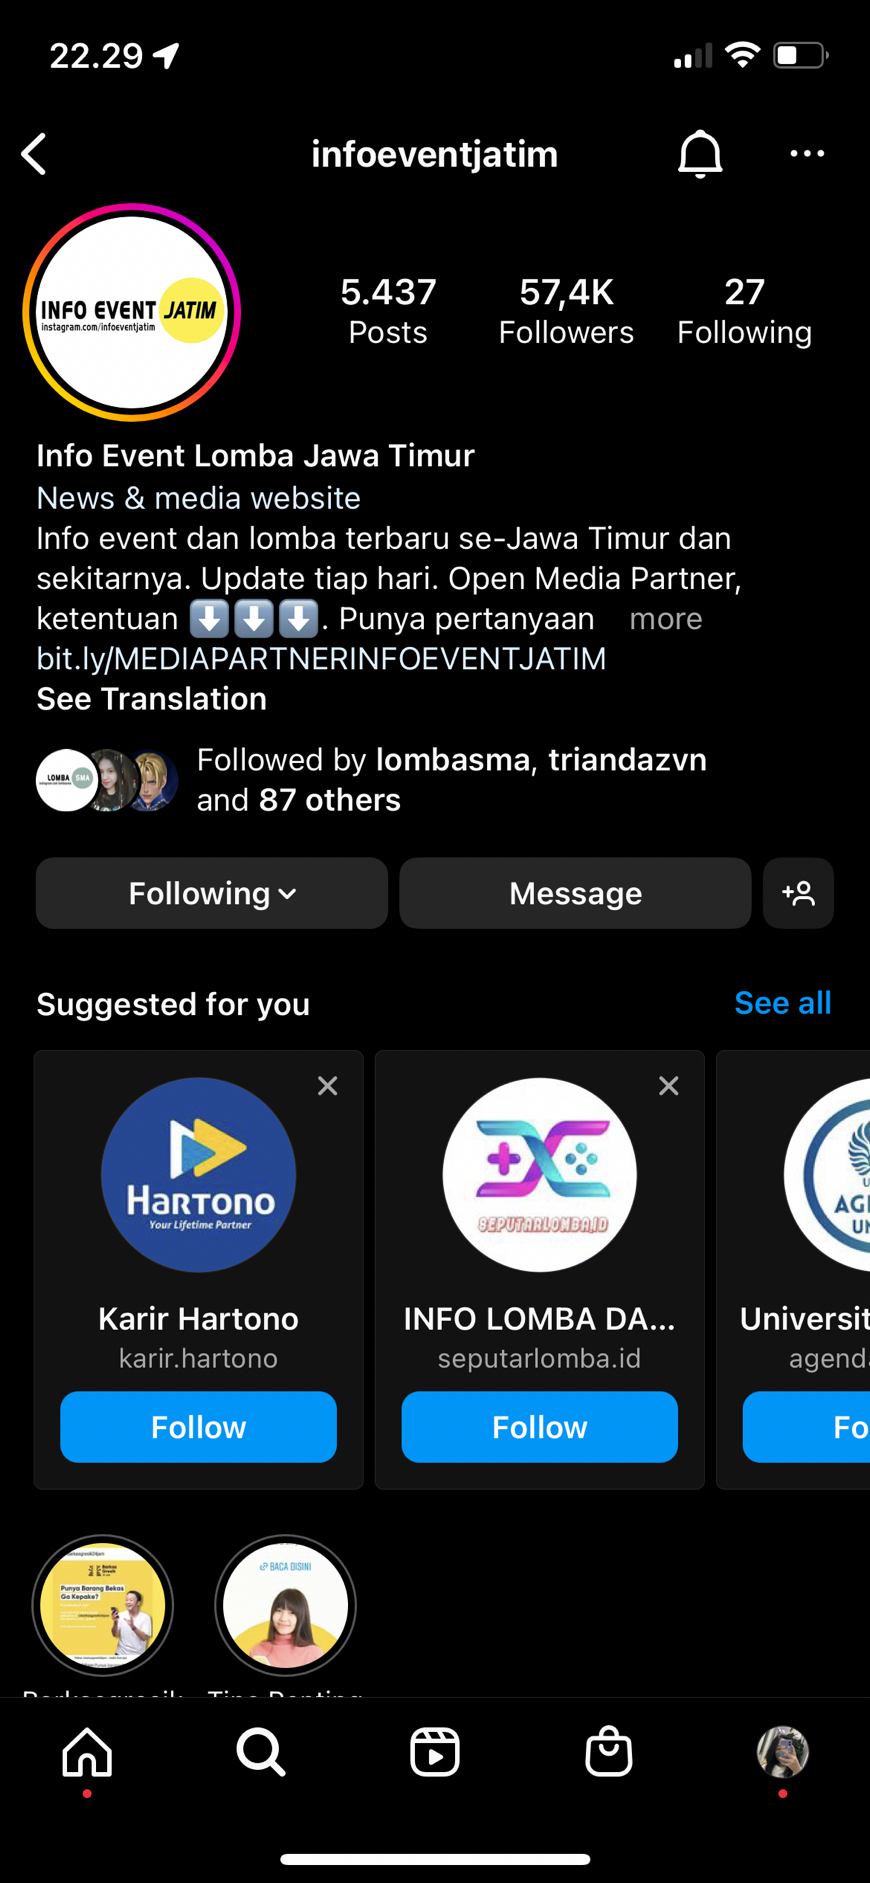 22.29
infoeventjatim
INFO EVENT JATIM
instagram.com/infoeventjatim
5.437 57,4K 27
Posts Followers Following
Info Event Lomba Jawa Timur
News & media website
Info event dan lomba terbaru se-Jawa Timur dan
sekitarnya. Update tiap hari. Open Media Partner,
ketentuan ⬇️⬇️⬇️. Punya pertanyaan more
bit.ly/MEDIAPARTNERINFOEVENTJATIM
See Translation
LOMBA SMA
Followed by lombasma, triandazvn
and 87 others
Following Message
Suggested for you See all
HARTONO
Your Lifetime Partner
SEPUTARLOMBA.ID
Karir Hartono INFO LOMBA DA... Universit
karir.hartono seputarlomba.id agend
Follow Follow Fo
Punya Barang Bekas
Ga Kepake?
BACA DISINI